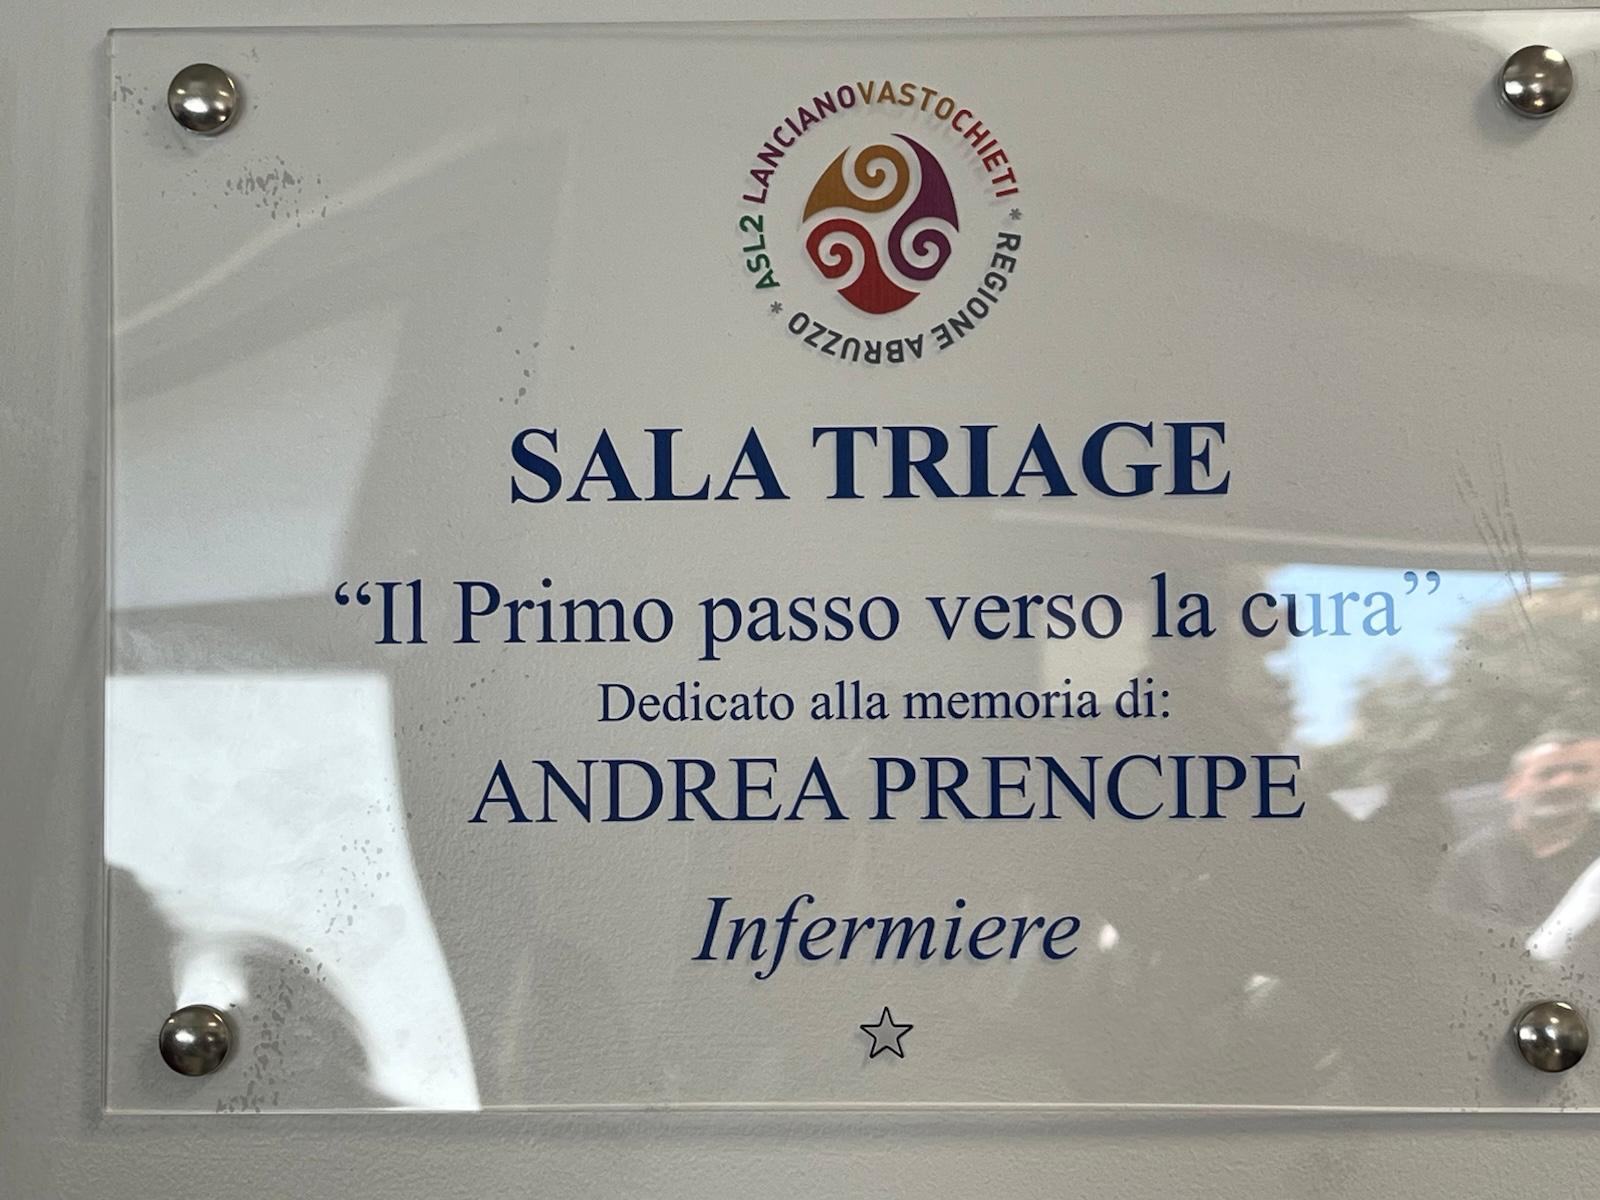 ASL2 LANCIANOVASTOCHIETI * REGIONE ABRUZZO *
SALA TRIAGE
“Il Primo passo verso la cura”
Dedicato alla memoria di:
ANDREA PRENCIPE
Infermiere